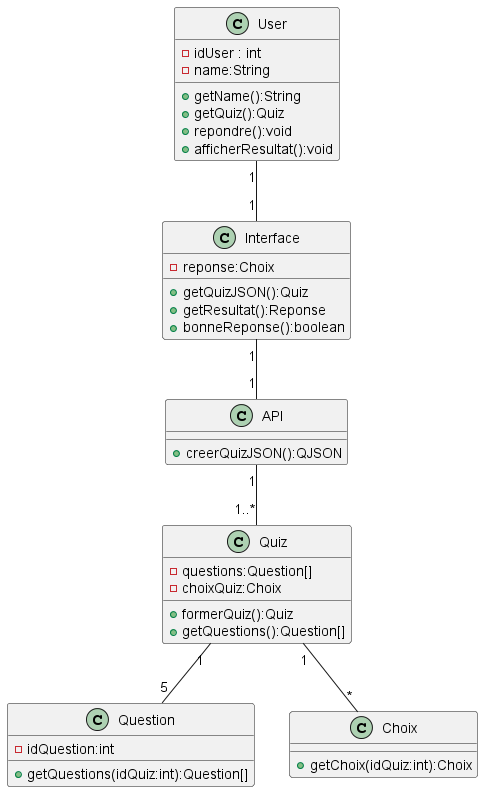 C User
idUser : int
name:String
getName():String
getQuiz():Quiz
repondre():void
afficherResultat():void
1
1
C Interface
reponse:Choix
getQuizJSON():Quiz
getResultat():Reponse
bonneReponse():boolean
1
1
C API
creerQuizJSON():QJSON
1
1..*
C Quiz
questions:Question[]
choixQuiz:Choix
formerQuiz():Quiz
getQuestions():Question[]
1 1
5 *
C Question
idQuestion:int
getQuestions(idQuiz:int):Question[]
C Choix
getChoix(idQuiz:int):Choix